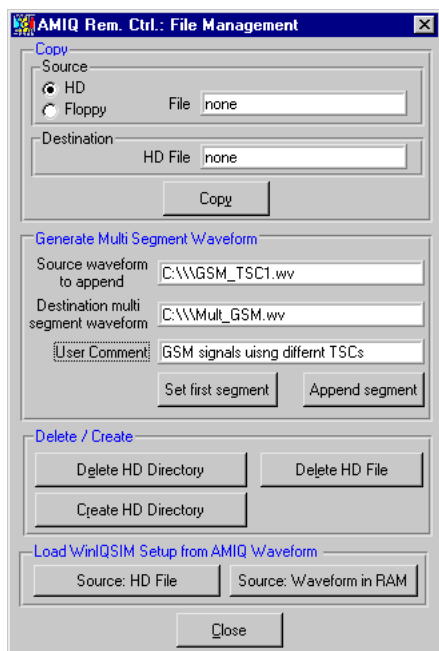 AMIQ Rem. Ctrl.: File Management
Copy
Source
HD
Floppy
File
none
Destination
HD File
none
Copy
Generate Multi Segment Waveform
Source waveform
to append
C:\\\GSM_TSC1.wv
Destination multi
segment waveform
C:\\\Mult_GSM.wv
User Comment
GSM signals uisng differnt TSCs
Set first segment
Append segment
Delete / Create
Delete HD Directory
Delete HD File
Create HD Directory
Load WinIQSIM Setup from AMIQ Waveform
Source: HD File
Source: Waveform in RAM
Close